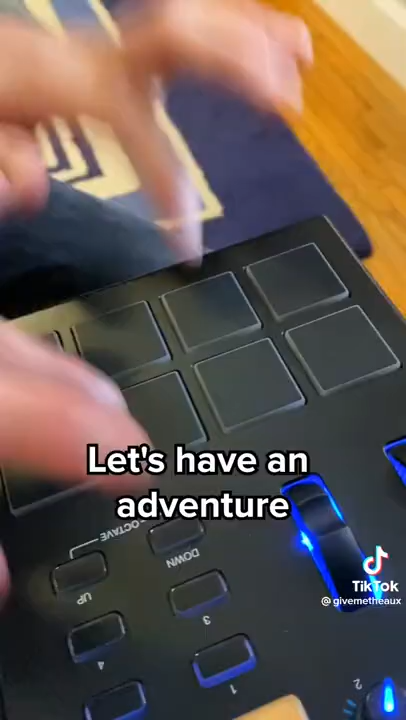 Let's have an
adventure
OCTAVE
DOWN
UP
3
4
1
2
TikTok
@givemetheaux